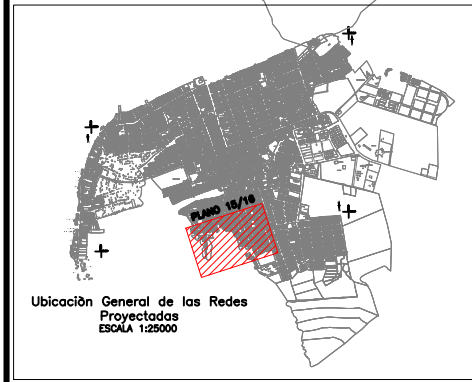 PLANO 15/16
Ubicaciòn General de las Redes
Proyectadas
ESCALA 1:25000